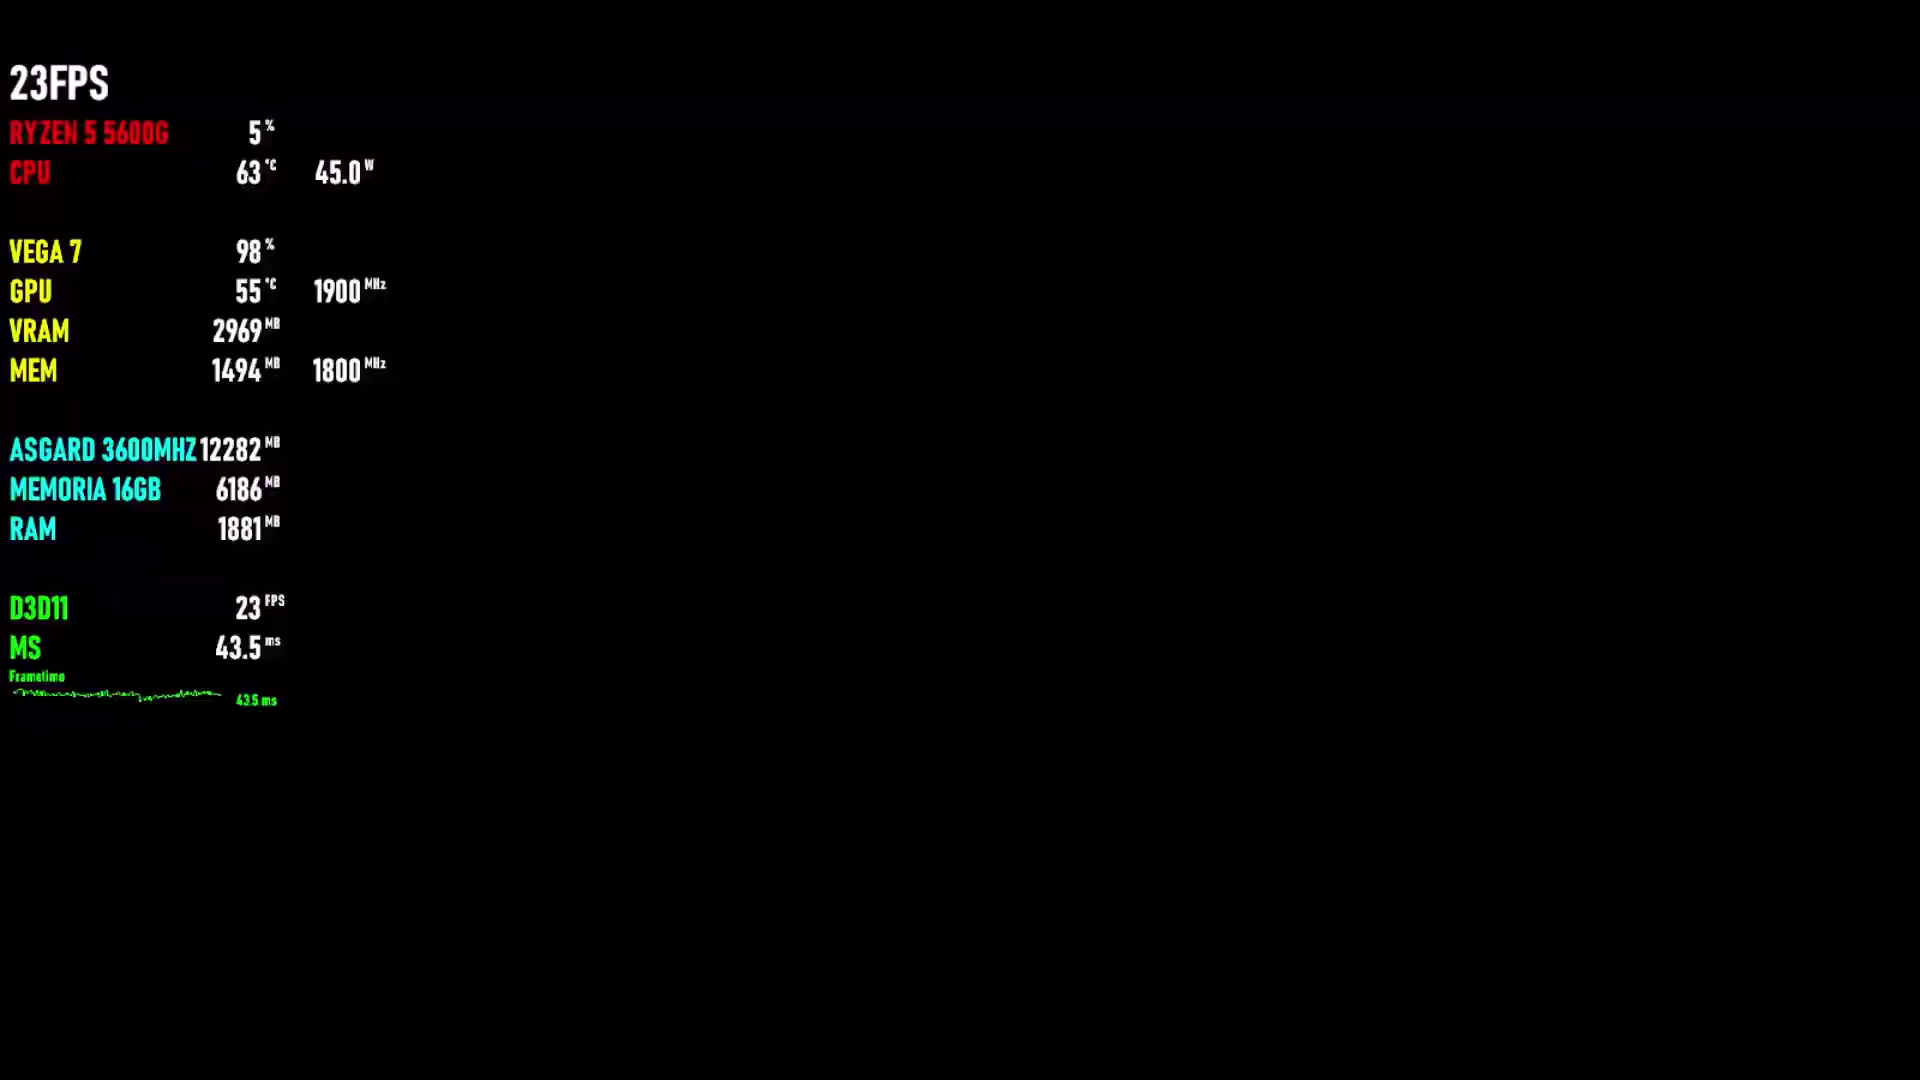 23FPS
RYZEN 5 5600G 5 %
CPU 63 °C 45.0 W
VEGA 7 98 %
GPU 55 °C 1900 MHz
VRAM 2969 MB
MEM 1494 MB 1800 MHz
ASGARD 3600MHZ 12282 MB
MEMORIA 16GB 6186 MB
RAM 1881 MB
D3D11 23 FPS
MS 43.5 ms
Frametime
43.5 ms